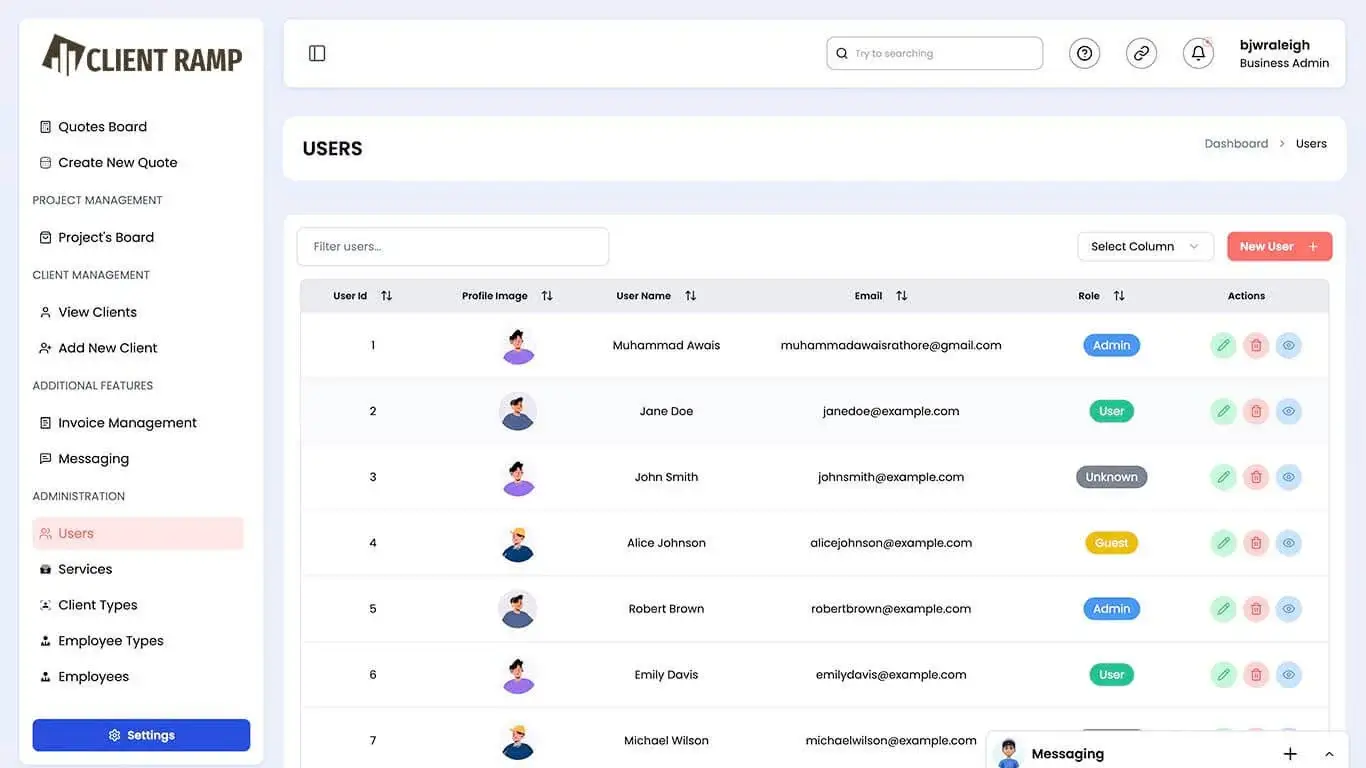 CLIENT RAMP
Quotes Board
Create New Quote
PROJECT MANAGEMENT
Project's Board
CLIENT MANAGEMENT
View Clients
Add New Client
ADDITIONAL FEATURES
Invoice Management
Messaging
ADMINISTRATION
Users
Services
Client Types
Employee Types
Employees
Settings
Try to searching
bjwraleigh
Business Admin
USERS
Dashboard > Users
Filter users...
Select Column
New User +
User Id Profile Image User Name Email Role Actions
1 Muhammad Awais muhammadawaisrathore@gmail.com Admin
2 Jane Doe janedoe@example.com User
3 John Smith johnsmith@example.com Unknown
4 Alice Johnson alicejohnson@example.com Guest
5 Robert Brown robertbrown@example.com Admin
6 Emily Davis emilydavis@example.com User
7 Michael Wilson michaelwilson@example.com
Messaging +